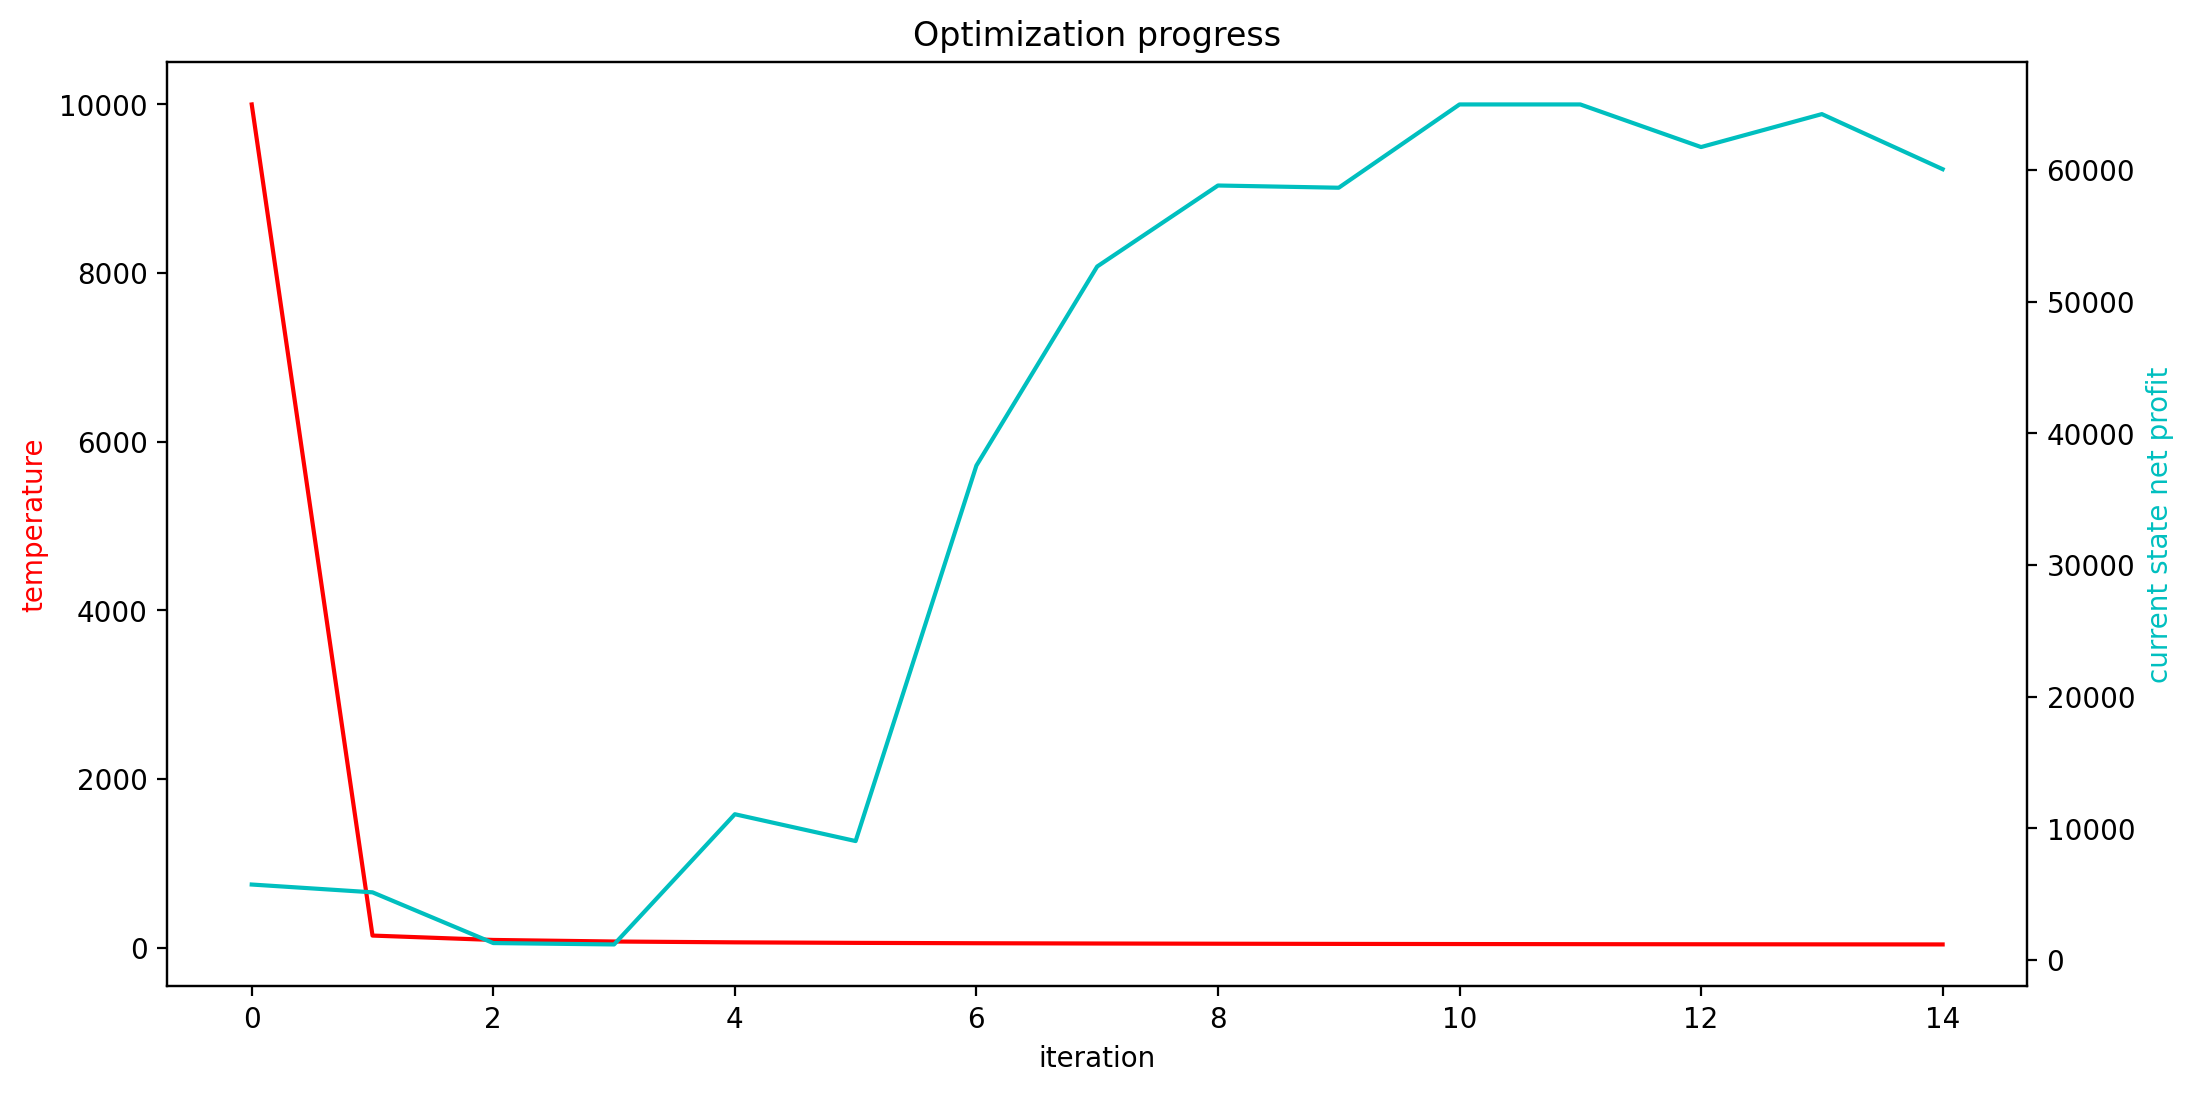 Optimization progress
10000
8000
6000
4000
2000
0
temperature
60000
50000
40000
30000
20000
10000
0
current state net profit
0 2 4 6 8 10 12 14
iteration